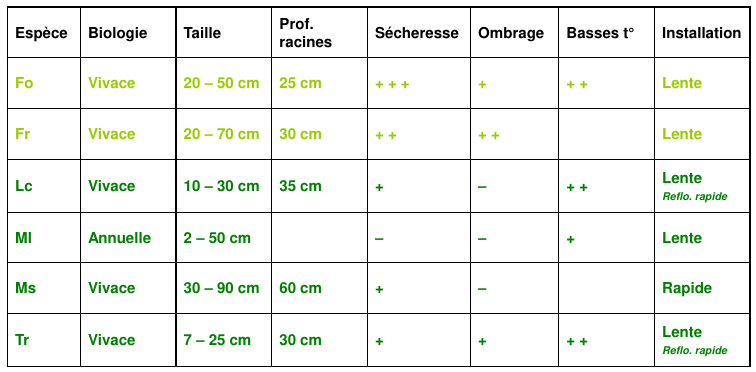 Espèce Biologie Taille Prof. racines Sécheresse Ombrage Basses t° Installation
Fo Vivace 20 – 50 cm 25 cm + + + + + + Lente
Fr Vivace 20 – 70 cm 30 cm + + + + Lente
Lc Vivace 10 – 30 cm 35 cm + – + + Lente
Reflo. rapide
Ml Annuelle 2 – 50 cm – – + Lente
Ms Vivace 30 – 90 cm 60 cm + – Rapide
Tr Vivace 7 – 25 cm 30 cm + + + + Lente
Reflo. rapide